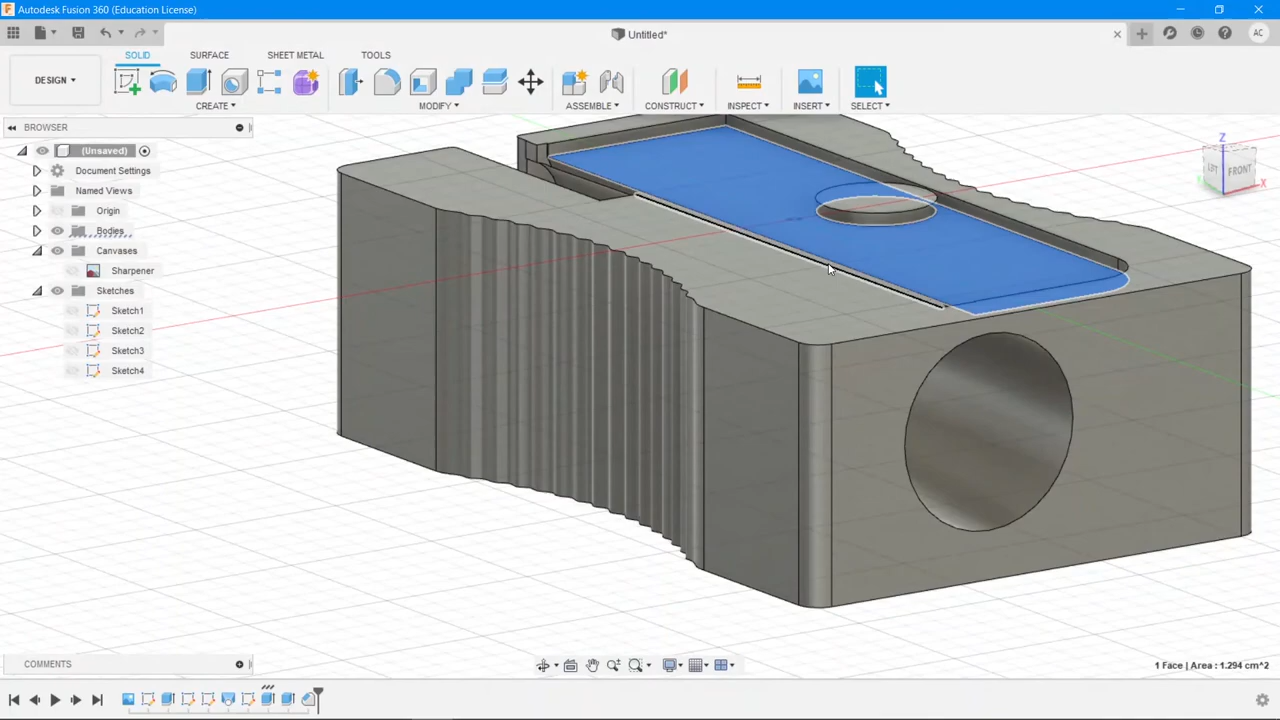 Autodesk Fusion 360 (Education License)
Untitled*
AC
DESIGN
SOLID
SURFACE
SHEET METAL
TOOLS
CREATE
MODIFY
ASSEMBLE
CONSTRUCT
INSPECT
INSERT
SELECT
BROWSER
(Unsaved)
Document Settings
Named Views
Origin
Bodies
Canvases
Sharpener
Sketches
Sketch1
Sketch2
Sketch3
Sketch4
Z
FRONT
X
COMMENTS
1 Face | Area : 1.294 cm^2